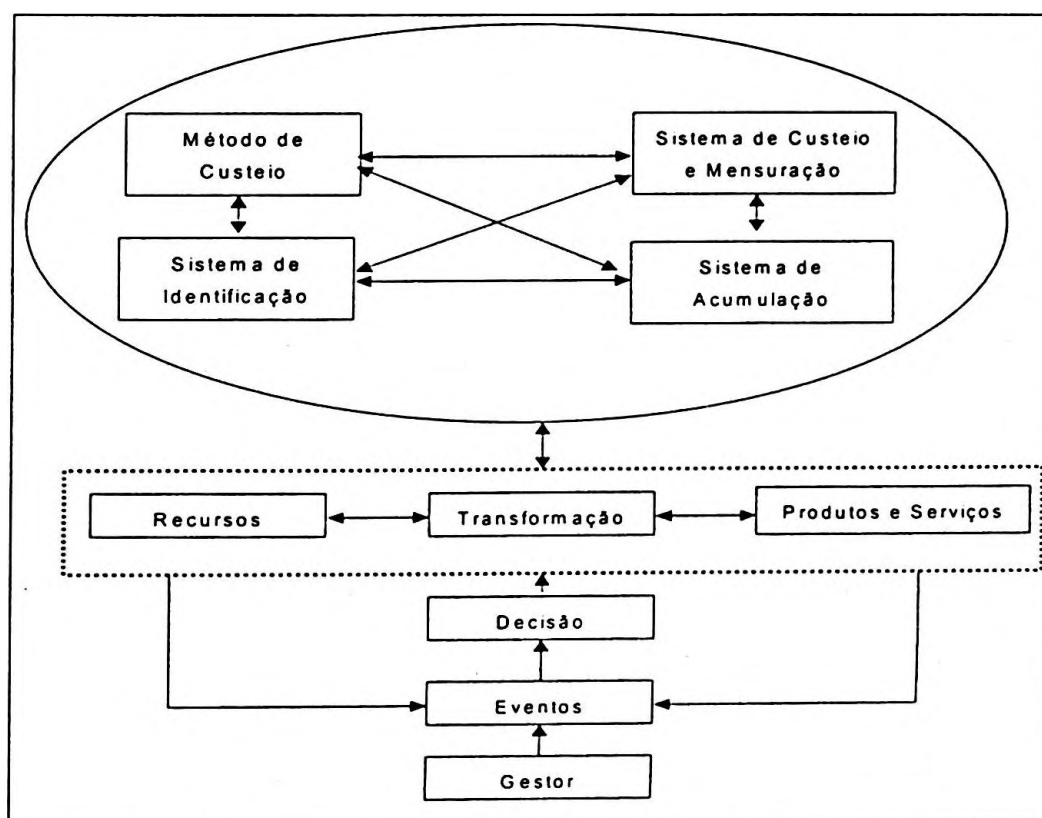 Método de
Custeio
Sistema de Custeio
e Mensuração
Sistema de
Identificação
Sistema de
Acumulação
Recursos
Transformação
Produtos e Serviços
Decisão
Eventos
Gestor